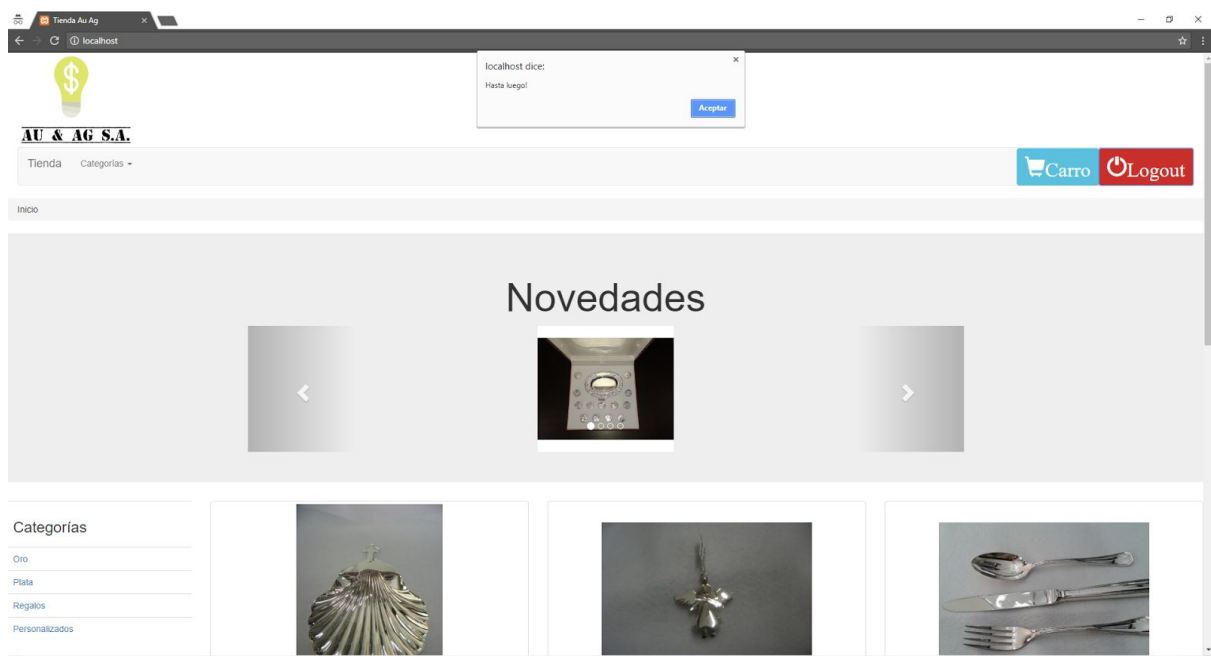 Tienda Au Ag
localhost
localhost dice:
Hasta luego!
Aceptar
$
AU & AG S.A.
Tienda Categorías Carro Logout
Inicio
Novedades
Categorías
Oro
Plata
Regalos
Personalizados